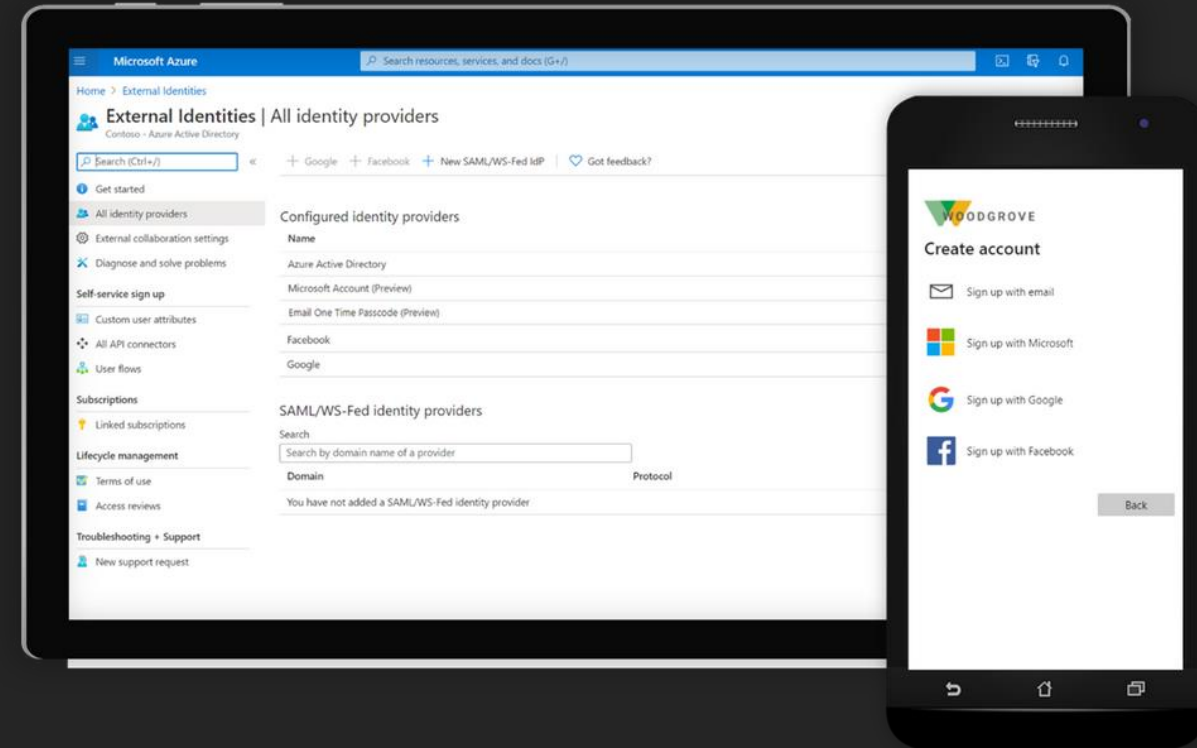 Microsoft Azure
Search resources, services, and docs (G+/)
Home > External Identities
External Identities | All identity providers
Contoso - Azure Active Directory
Search (Ctrl+/)
«
+ Google + Facebook + New SAML/WS-Fed IdP | Got feedback?
Get started
All identity providers
External collaboration settings
Diagnose and solve problems
Self-service sign up
Custom user attributes
All API connectors
User flows
Subscriptions
Linked subscriptions
Lifecycle management
Terms of use
Access reviews
Troubleshooting + Support
New support request
Configured identity providers
Name
Azure Active Directory
Microsoft Account (Preview)
Email One Time Passcode (Preview)
Facebook
Google
SAML/WS-Fed identity providers
Search
Search by domain name of a provider
Domain Protocol
You have not added a SAML/WS-Fed identity provider
WOODGROVE
Create account
Sign up with email
Sign up with Microsoft
Sign up with Google
Sign up with Facebook
Back